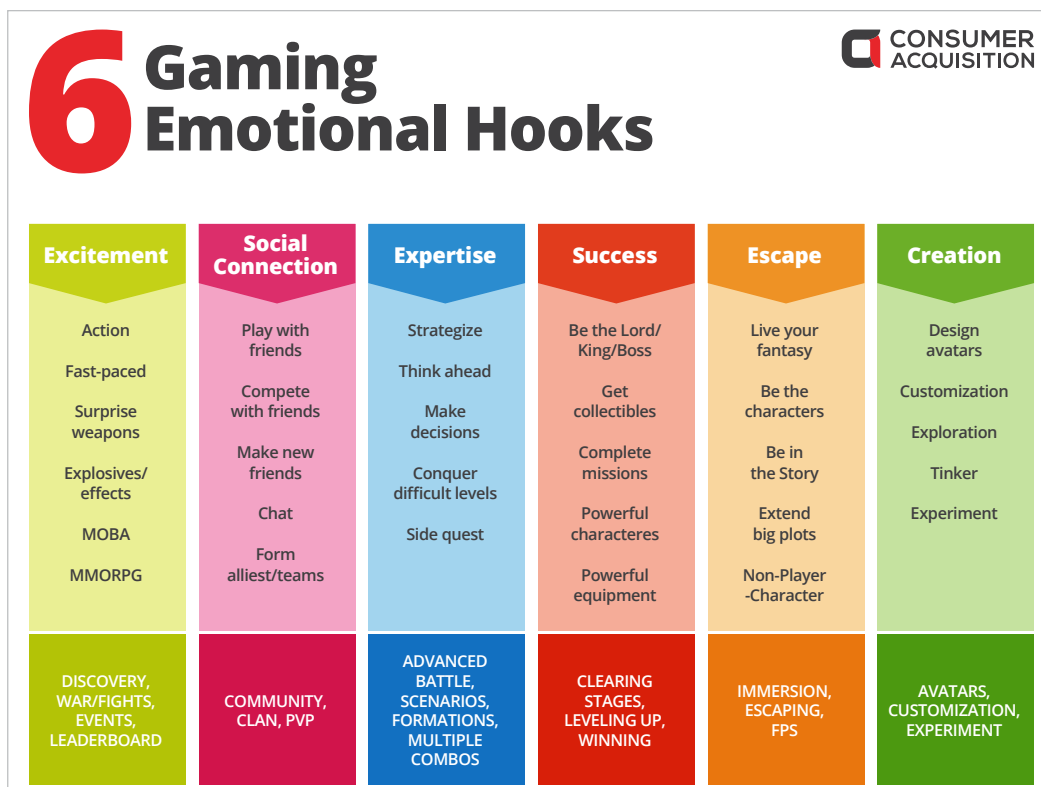 6 Gaming
Emotional Hooks
CONSUMER
ACQUISITION
Excitement
Action
Fast-paced
Surprise
weapons
Explosives/
effects
MOBA
MMORPG
DISCOVERY,
WAR/FIGHTS,
EVENTS,
LEADERBOARD
Social
Connection
Play with
friends
Compete
with friends
Make new
friends
Chat
Form
alliest/teams
COMMUNITY,
CLAN, PVP
Expertise
Strategize
Think ahead
Make
decisions
Conquer
difficult levels
Side quest
ADVANCED
BATTLE,
SCENARIOS,
FORMATIONS,
MULTIPLE
COMBOS
Success
Be the Lord/
King/Boss
Get
collectibles
Complete
missions
Powerful
characteres
Powerful
equipment
CLEARING
STAGES,
LEVELING UP,
WINNING
Escape
Live your
fantasy
Be the
characters
Be in
the Story
Extend
big plots
Non-Player
-Character
IMMERSION,
ESCAPING,
FPS
Creation
Design
avatars
Customization
Exploration
Tinker
Experiment
AVATARS,
CUSTOMIZATION,
EXPERIMENT